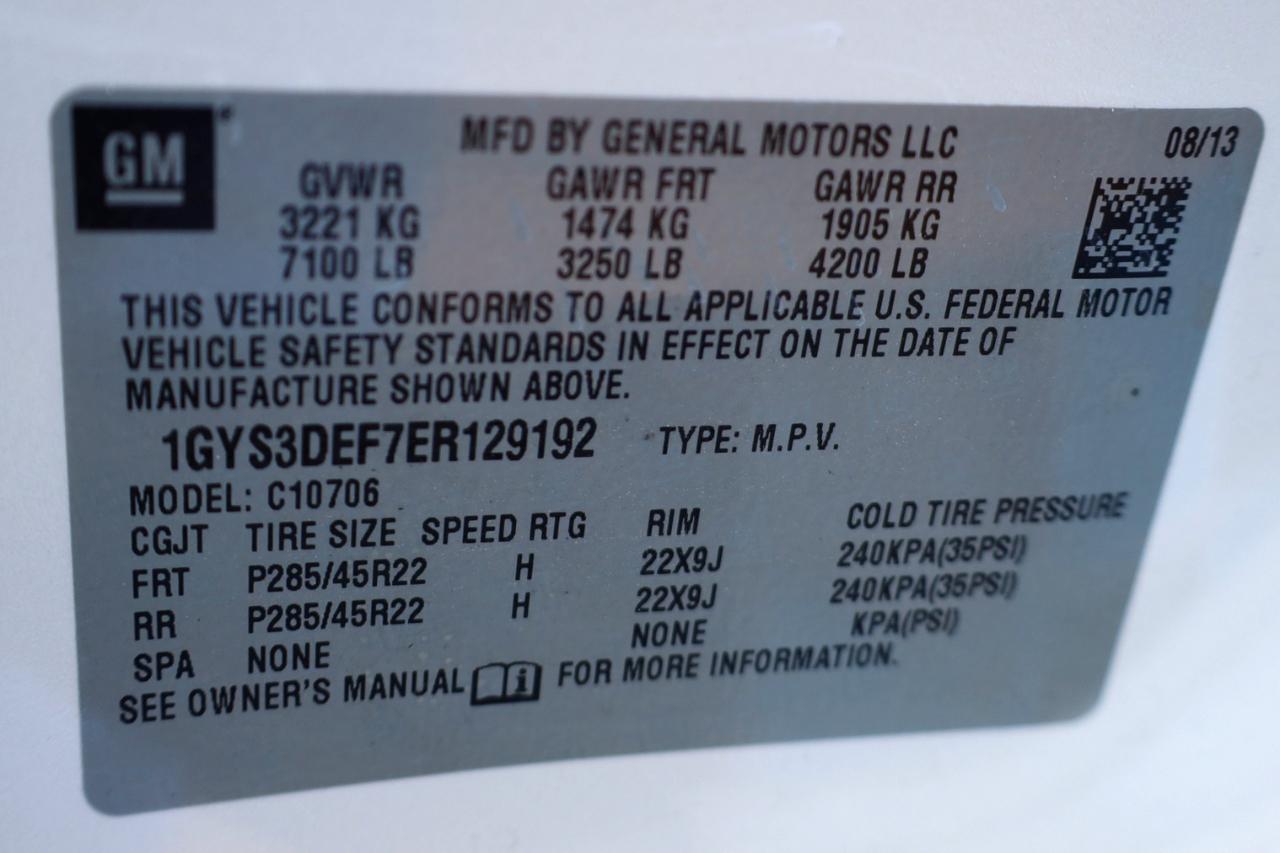 GM
MFD BY GENERAL MOTORS LLC 08/13
GVWR GAWR FRT GAWR RR
3221 KG 1474 KG 1905 KG
7100 LB 3250 LB 4200 LB
THIS VEHICLE CONFORMS TO ALL APPLICABLE U.S. FEDERAL MOTOR
VEHICLE SAFETY STANDARDS IN EFFECT ON THE DATE OF
MANUFACTURE SHOWN ABOVE.
1GYS3DEF7ER129192 TYPE: M.P.V.
MODEL: C10706
CGJT TIRE SIZE SPEED RTG RIM COLD TIRE PRESSURE
FRT P285/45R22 H 22X9J 240KPA(35PSI)
RR P285/45R22 H 22X9J 240KPA(35PSI)
SPA NONE NONE KPA(PSI)
SEE OWNER'S MANUAL i FOR MORE INFORMATION.